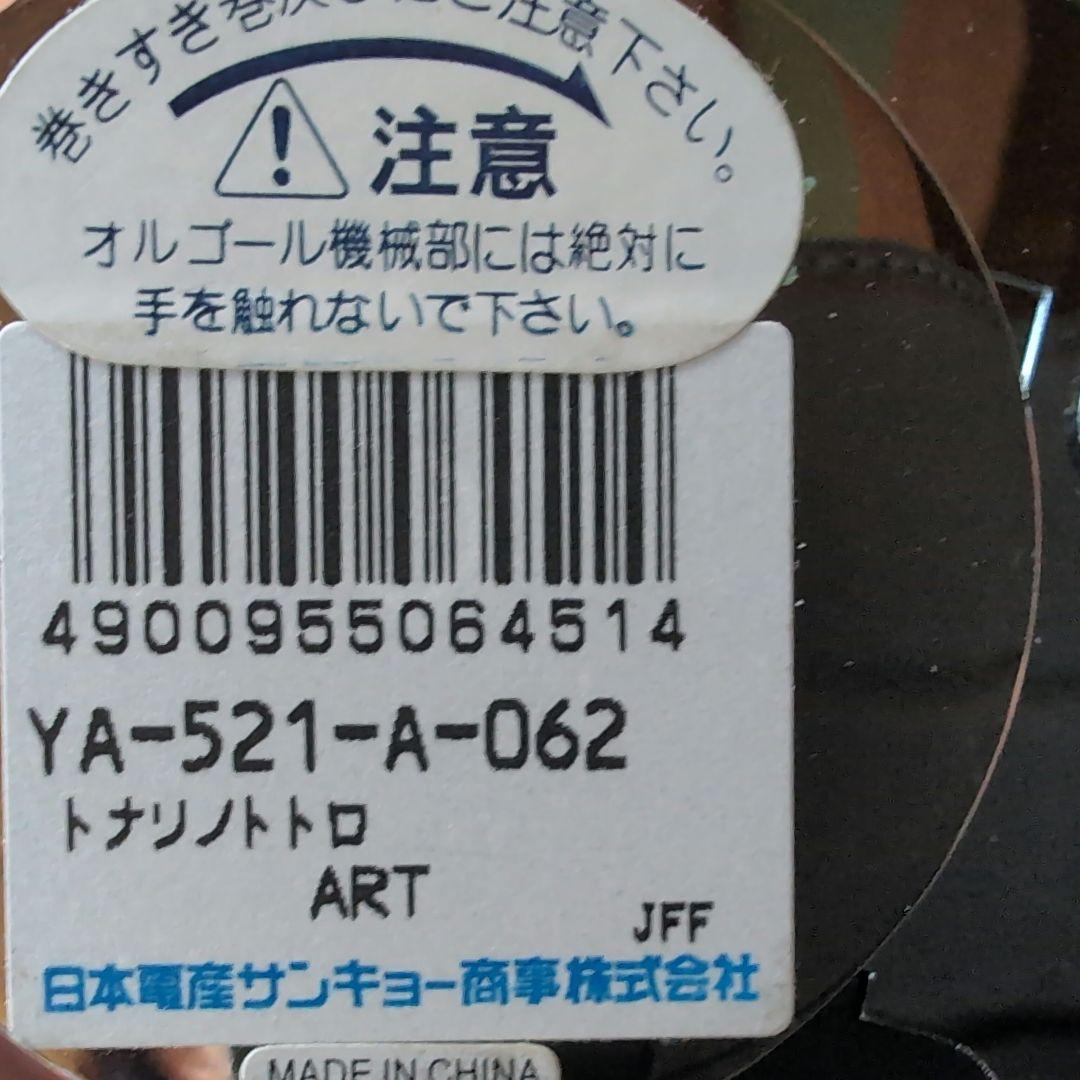 巻きすぎ巻戻しにご注意下さい。
注意
オルゴール機械部には絶対に
手を触れないで下さい。
4900955064514
YA-521-A-062
トナリノトトロ
ART
JFF
日本電産サンキョー商事株式会社
MADE IN CHINA